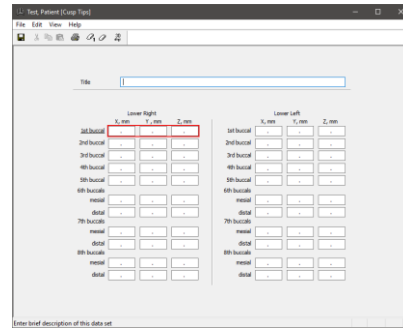 Test, Patient [Cusp Tips]
File Edit View Help
Title
Lower Right Lower Left
X, mm Y, mm Z, mm X, mm Y, mm Z, mm
1st buccal 1st buccal
2nd buccal 2nd buccal
3rd buccal 3rd buccal
4th buccal 4th buccal
5th buccal 5th buccal
6th buccals 6th buccals
mesial mesial
distal distal
7th buccals 7th buccals
mesial mesial
distal distal
8th buccals 8th buccals
mesial mesial
distal distal
Enter brief description of this data set